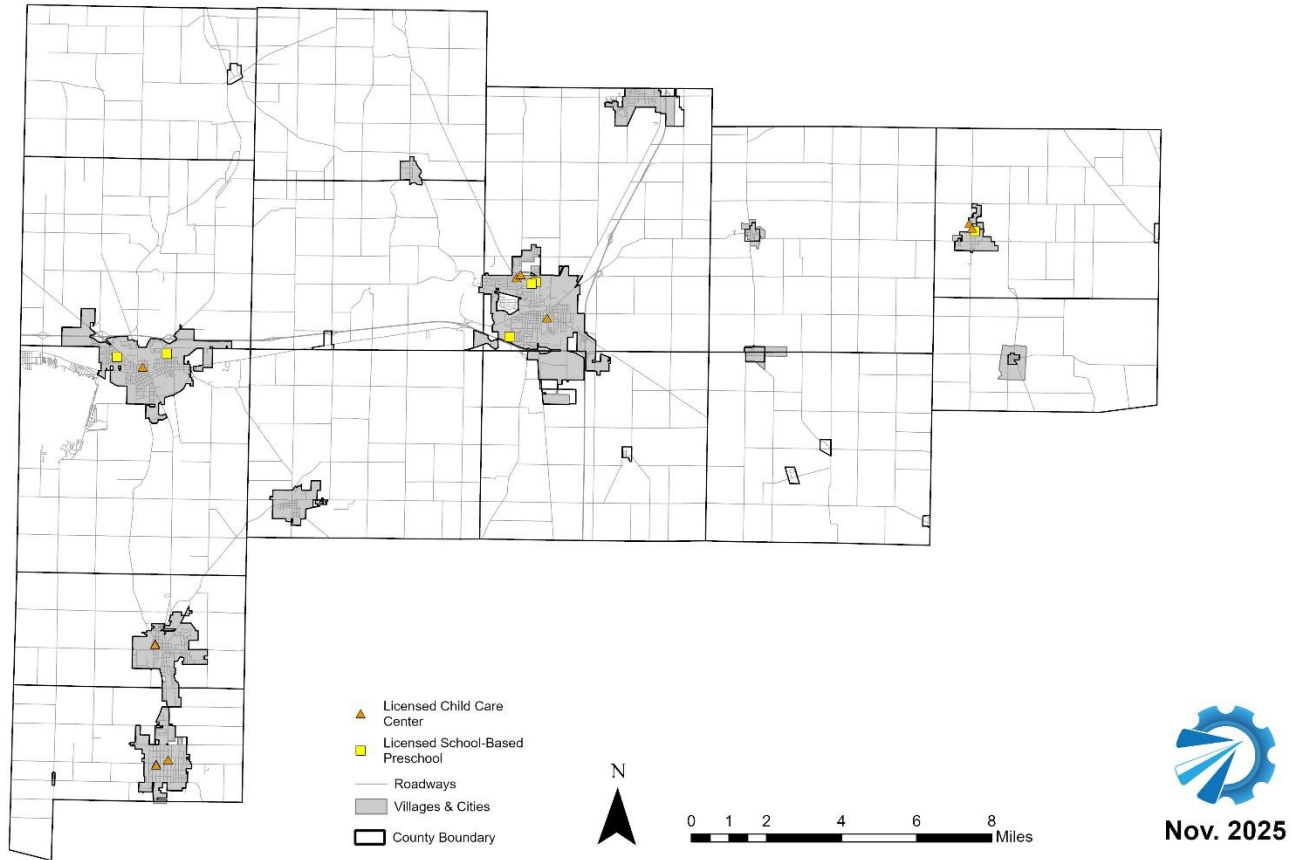 Licensed Child Care
Center
Licensed School-Based
Preschool
Roadways
Villages & Cities
County Boundary
N
0 1 2 4 6 8
Miles
Nov. 2025